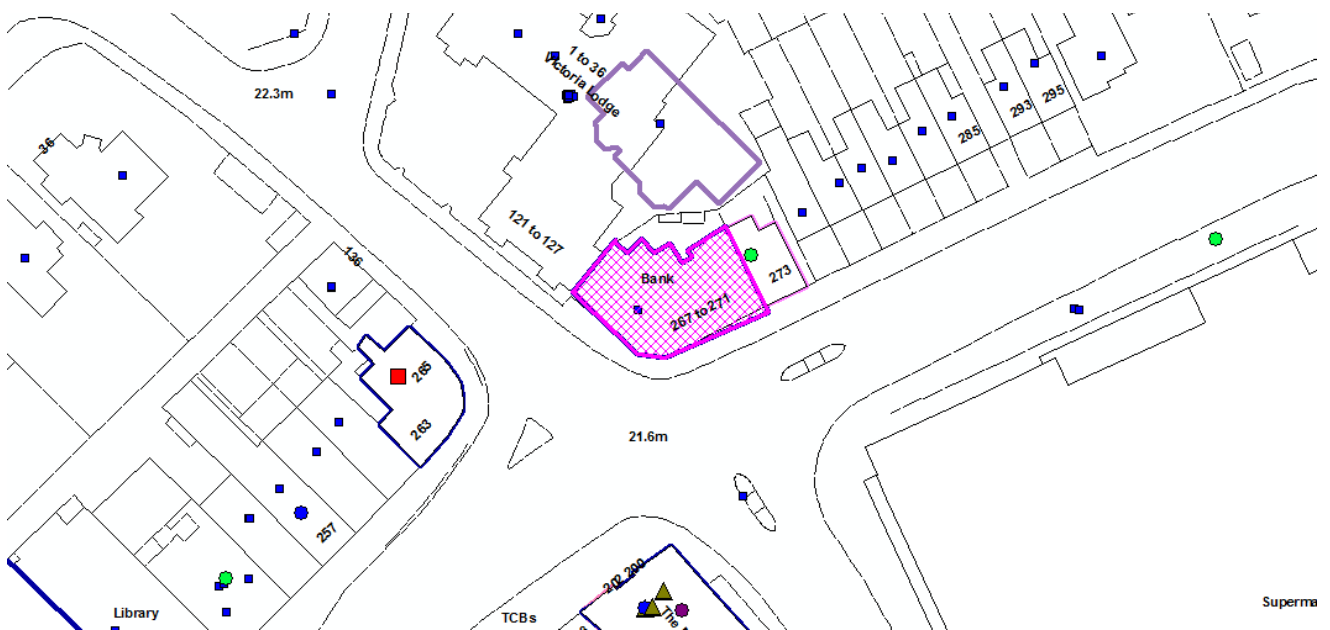 1 to 36
Victoria Lodge
22.3m
295
293
285
36
121 to 127
136
273
Bank
267 to 271
265
263
21.6m
257
202
200
Library
TCBs
The
Superma